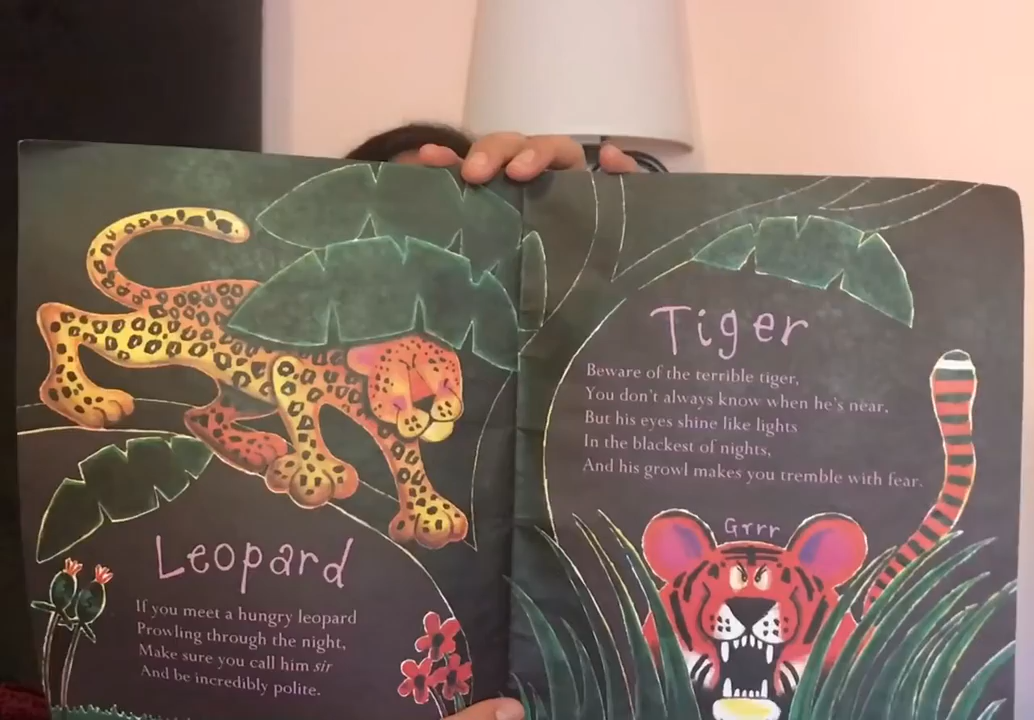 Leopard
If you meet a hungry leopard
Prowling through the night,
Make sure you call him sir
And be incredibly polite.
Tiger
Beware of the terrible tiger,
You don't always know when he's near,
But his eyes shine like lights
In the blackest of nights,
And his growl makes you tremble with fear.
Grrr